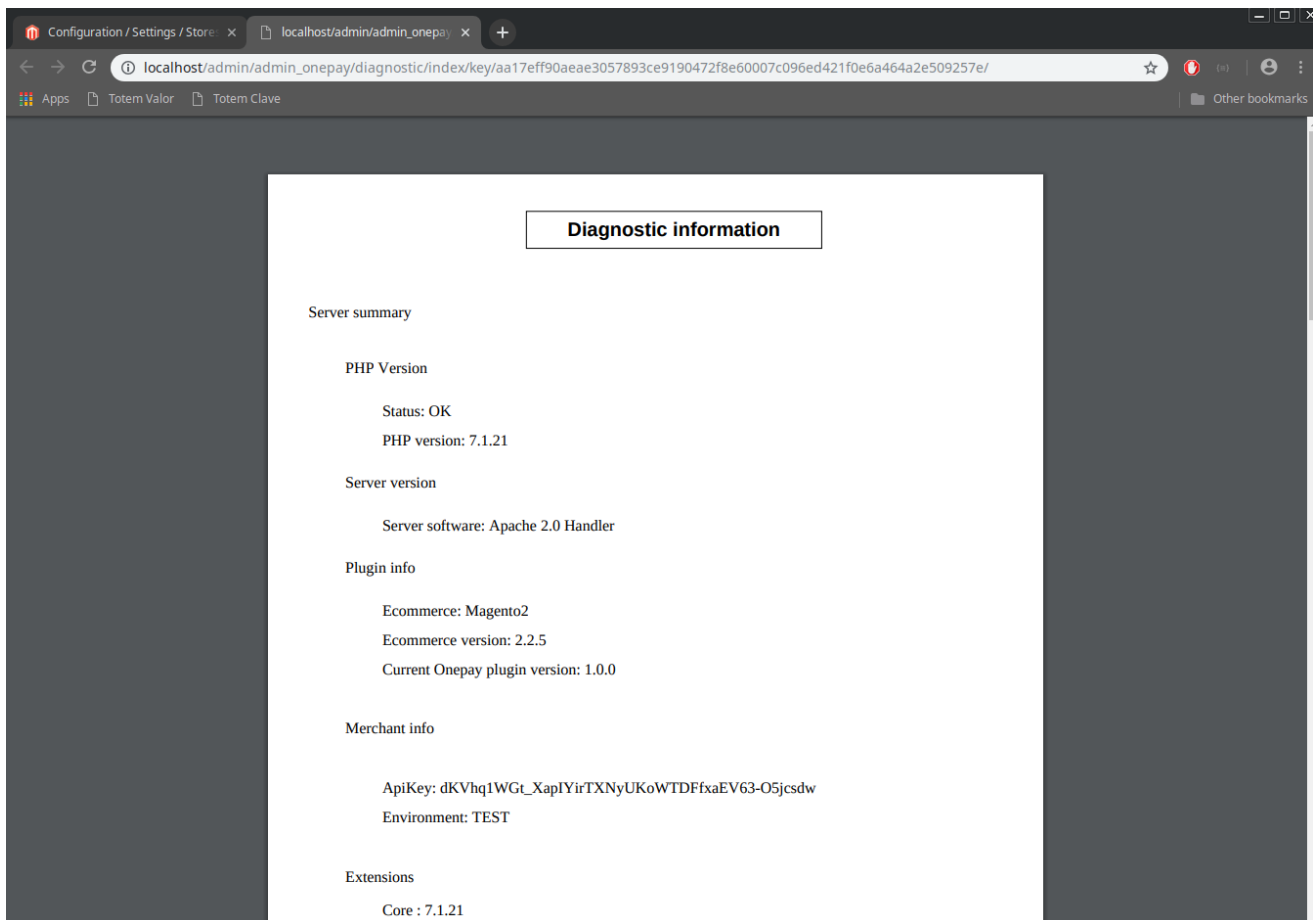 Configuration / Settings / Store
localhost/admin/admin_onepay
localhost/admin/admin_onepay/diagnostic/index/key/aa17eff90aeae3057893ce9190472f8e60007c096ed421f0e6a464a2e509257e/
Apps Totem Valor Totem Clave Other bookmarks
Diagnostic information
Server summary
PHP Version
Status: OK
PHP version: 7.1.21
Server version
Server software: Apache 2.0 Handler
Plugin info
Ecommerce: Magento2
Ecommerce version: 2.2.5
Current Onepay plugin version: 1.0.0
Merchant info
ApiKey: dKVhq1WGt_XapIYirTXNyUKoWTDFfxaEV63-O5jcsdw
Environment: TEST
Extensions
Core : 7.1.21